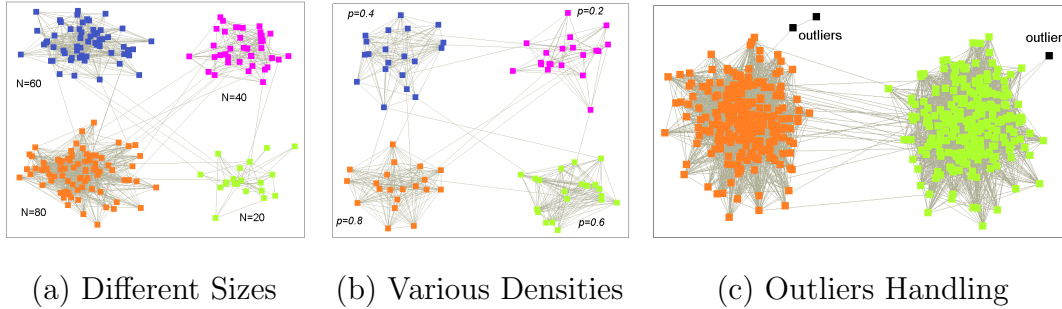 N=60
N=40
N=80
N=20
p=0.4
p=0.2
p=0.8
p=0.6
outliers
outlier
(a) Different Sizes
(b) Various Densities
(c) Outliers Handling